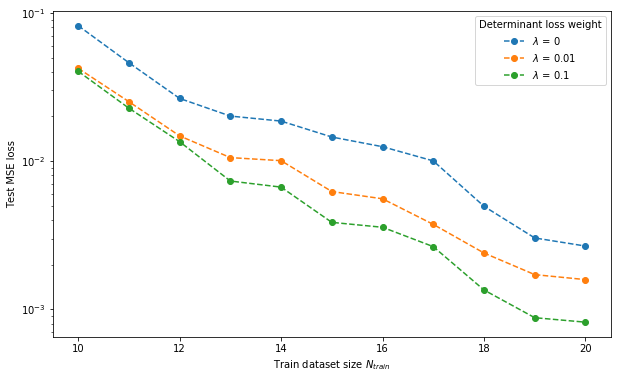 Determinant loss weight
λ = 0
λ = 0.01
λ = 0.1
10⁻¹
10⁻²
10⁻³
Test MSE loss
10 12 14 16 18 20
Train dataset size N_train